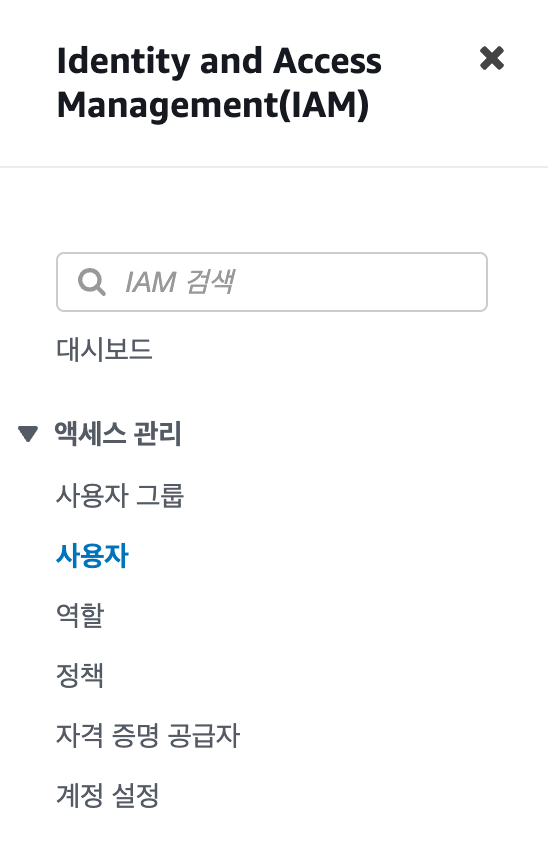 Identity and Access
Management(IAM)
IAM 검색
대시보드
액세스 관리
사용자 그룹
사용자
역할
정책
자격 증명 공급자
계정 설정